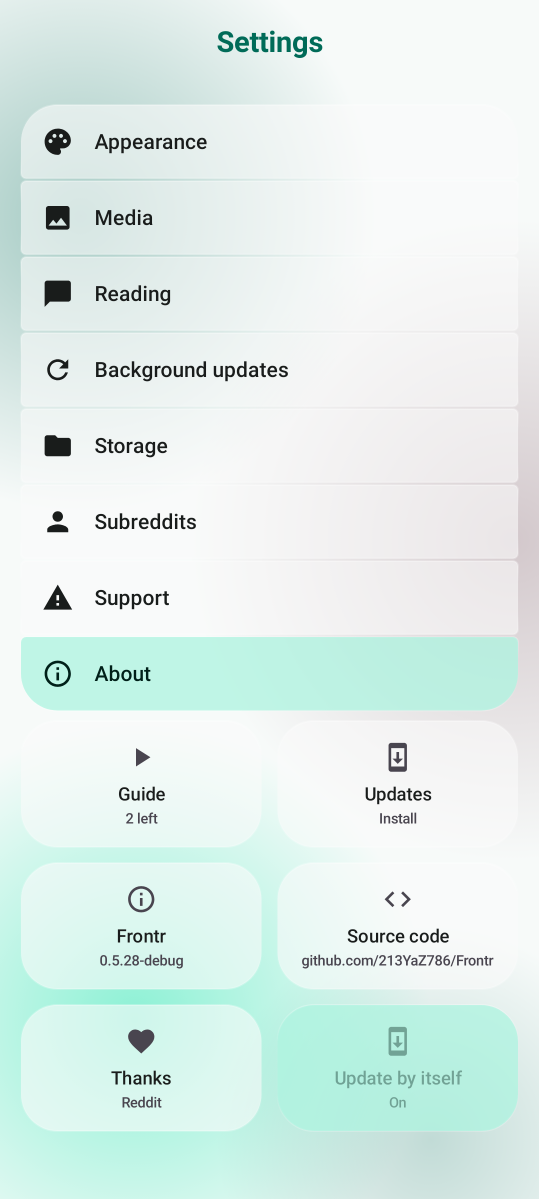 Settings
Appearance
Media
Reading
Background updates
Storage
Subreddits
Support
About
Guide
2 left
Updates
Install
Frontr
0.5.28-debug
Source code
github.com/213YaZ786/Frontr
Thanks
Reddit
Update by itself
On